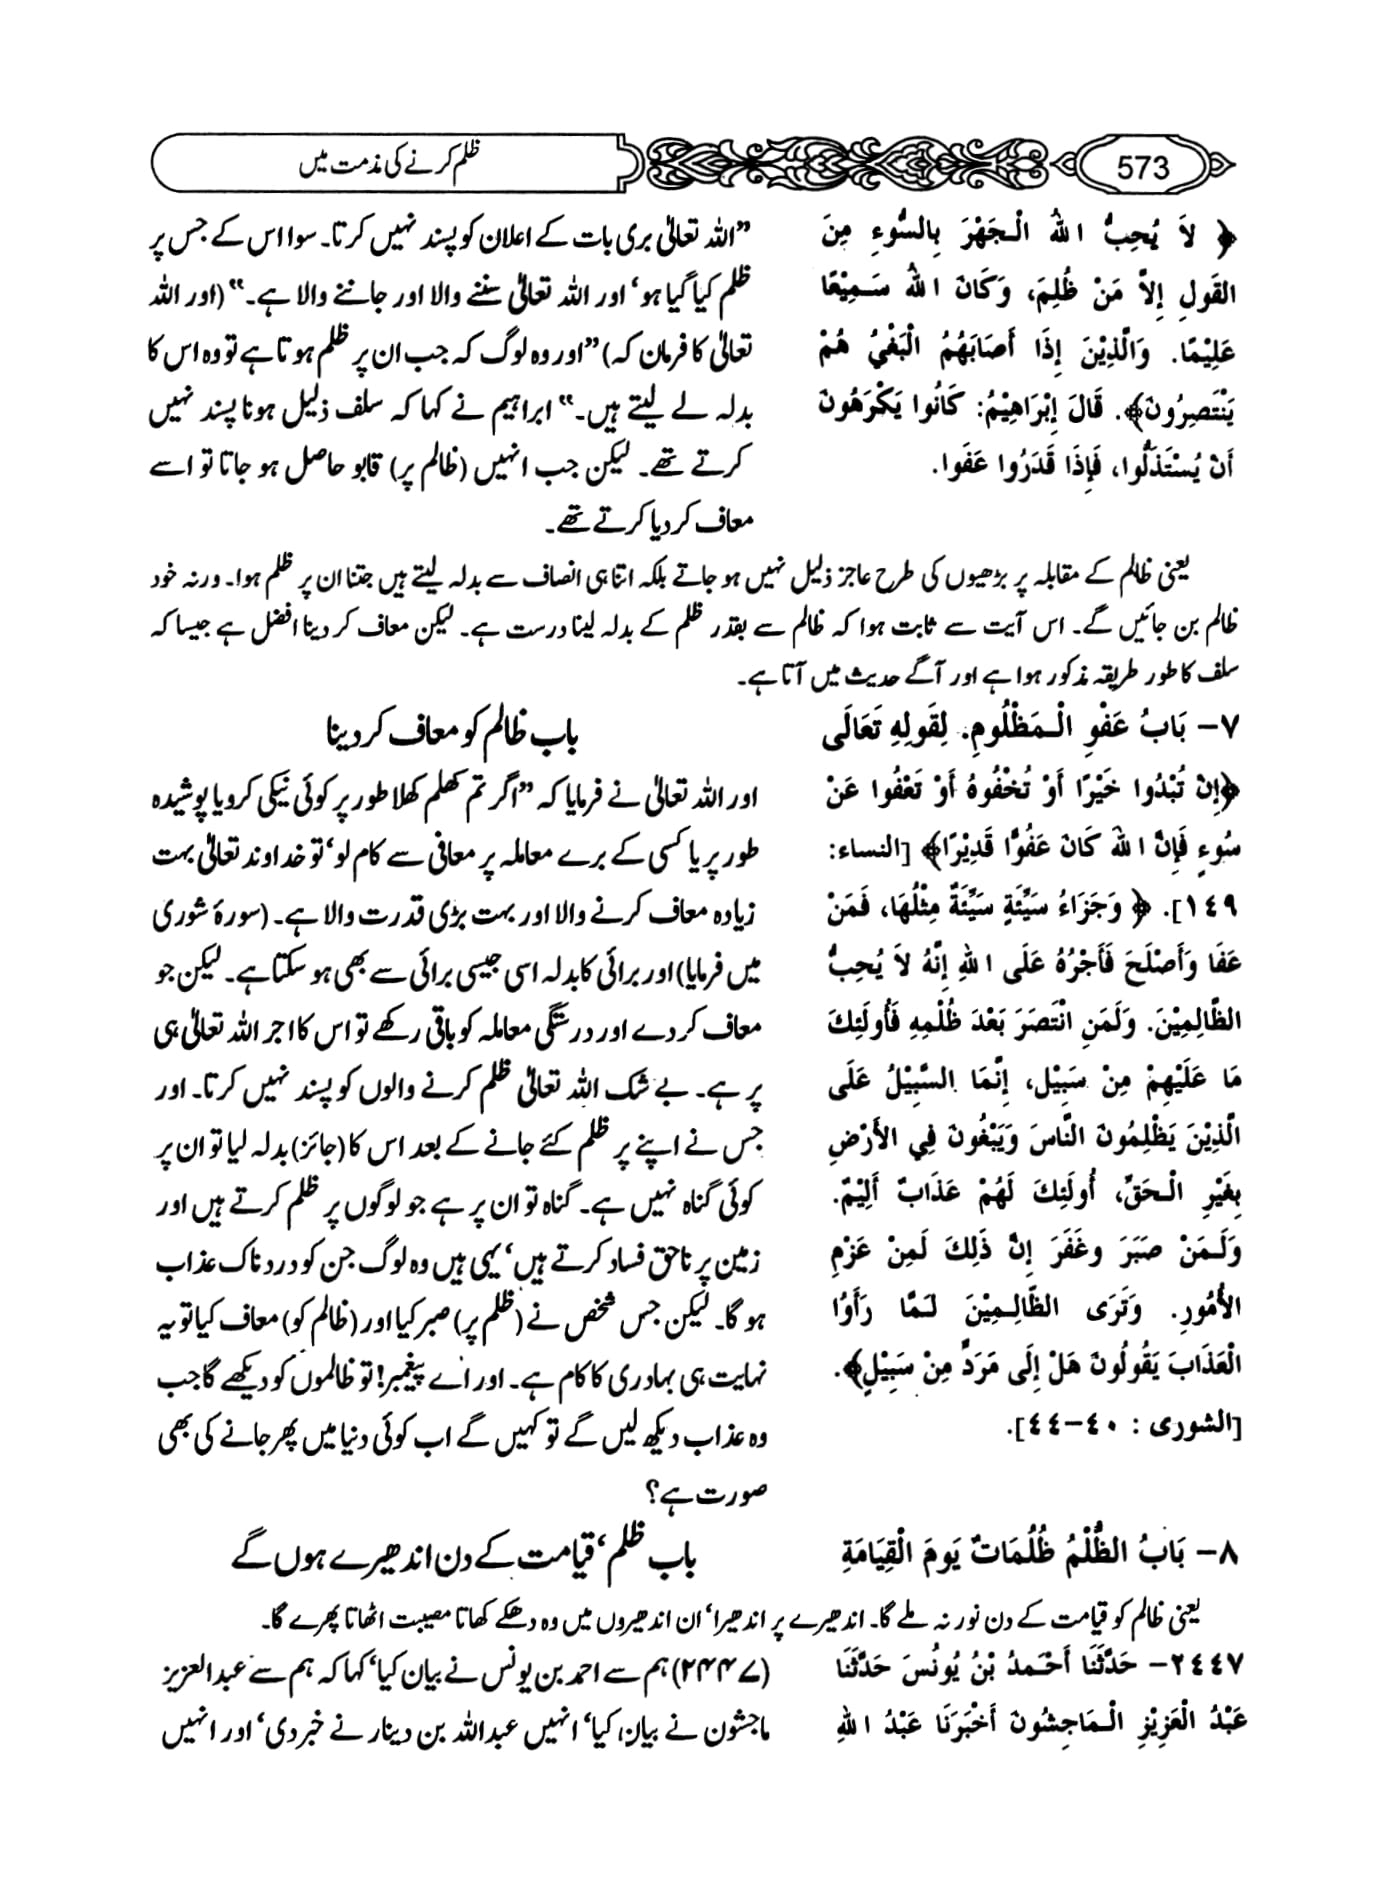 573
ظلم کرنے کی مذمت میں
﴿ لاَ يُحِبُّ اللهُ الْـجَهْرَ بِالسُّوءِ مِنَ
القَولِ إِلاَّ مَنْ ظُلِمَ، وَكَانَ اللهُ سَـمِيْعًا
عَلِيْمًا. وَالَّذِيْنَ إِذَا أَصَابَهُمُ الْبَغْيُ هُمْ
يَنْتَصِرُونَ﴾. قَالَ إِبْرَاهِيْمُ: كَانُوا يَكْرَهُونَ
أَنْ يُسْتَذَلُّوا، فَإِذَا قَدَرُوا عَفَوا.
”اللہ تعالیٰ بری بات کے اعلان کو پسند نہیں کرتا۔ سوا اس کے جس پر
ظلم کیا گیا ہو‘ اور اللہ تعالیٰ سننے والا اور جاننے والا ہے۔“ (اور اللہ
تعالیٰ کا فرمان کہ) ”اور وہ لوگ کہ جب ان پر ظلم ہوتا ہے تو وہ اس کا
بدلہ لے لیتے ہیں۔“ ابراہیم نے کہا کہ سلف ذلیل ہونا پسند نہیں
کرتے تھے۔ لیکن جب انہیں (ظالم پر) قابو حاصل ہو جاتا تو اسے
معاف کر دیا کرتے تھے۔
یعنی ظالم کے مقابلہ پر بڑھیوں کی طرح عاجز ذلیل نہیں ہو جاتے بلکہ اتنا ہی انصاف سے بدلہ لیتے ہیں جتنا ان پر ظلم ہوا۔ ورنہ خود
ظالم بن جائیں گے۔ اس آیت سے ثابت ہوا کہ ظالم سے بقدر ظلم کے بدلہ لینا درست ہے۔ لیکن معاف کر دینا افضل ہے جیسا کہ
سلف کا طور طریقہ مذکور ہوا ہے اور آگے حدیث میں آتا ہے۔
٧- بَابُ عَفْوِ الْـمَظْلُومِ. لِقَولِهِ تَعَالَى
﴿إِنْ تُبْدُوا خَيْرًا أَوْ تُخْفُوهُ أَوْ تَعْفُوا عَنْ
سُوءٍ فَإِنَّ اللهَ كَانَ عَفُوًّا قَدِيْرًا﴾ [النساء:
١٤٩]. ﴿ وَجَزَاءُ سَيِّئَةٍ سَيِّئَةٌ مِثْلُهَا، فَمَنْ
عَفَا وَأَصْلَحَ فَأَجْرُهُ عَلَى اللهِ إِنَّهُ لاَ يُحِبُّ
الظَّالِمِيْنَ. وَلَمَنِ انْتَصَرَ بَعْدَ ظُلْمِهِ فَأُولَئِكَ
مَا عَلَيْهِمْ مِنْ سَبِيْلٍ، إِنَّمَا السَّبِيْلُ عَلَى
الَّذِيْنَ يَظْلِمُونَ النَّاسَ وَيَبْغُونَ فِي الأَرْضِ
بِغَيْرِ الْـحَقِّ، أُولَئِكَ لَهُمْ عَذَابٌ أَلِيْمٌ.
وَلَـمَنْ صَبَرَ وَغَفَرَ إِنَّ ذَلِكَ لَمِنْ عَزْمِ
الأُمُورِ. وَتَرَى الظَّالِـمِيْنَ لَـمَّا رَأَوُا
الْعَذَابَ يَقُولُونَ هَلْ إِلَى مَرَدٍّ مِنْ سَبِيْلٍ﴾.
[الشورى : ٤٠-٤٤].
باب ظالم کو معاف کر دینا
اور اللہ تعالیٰ نے فرمایا کہ ”اگر تم کھلم کھلا طور پر کوئی نیکی کرو یا پوشیدہ
طور پر یا کسی کے برے معاملہ پر معافی سے کام لو‘ تو خداوند تعالیٰ بہت
زیادہ معاف کرنے والا اور بہت بڑی قدرت والا ہے۔ (سورۂ شوریٰ
میں فرمایا) اور برائی کا بدلہ اسی جیسی برائی سے بھی ہو سکتا ہے۔ لیکن جو
معاف کر دے اور درستگی معاملہ کو باقی رکھے تو اس کا اجر اللہ تعالیٰ ہی
پر ہے۔ بے شک اللہ تعالیٰ ظلم کرنے والوں کو پسند نہیں کرتا۔ اور
جس نے اپنے پر ظلم کئے جانے کے بعد اس کا (جائز) بدلہ لیا تو ان پر
کوئی گناہ نہیں ہے۔ گناہ تو ان پر ہے جو لوگوں پر ظلم کرتے ہیں اور
زمین پر ناحق فساد کرتے ہیں‘ یہی ہیں وہ لوگ جن کو دردناک عذاب
ہو گا۔ لیکن جس شخص نے (ظلم پر) صبر کیا اور (ظالم کو) معاف کیا تو یہ
نہایت ہی بہادری کا کام ہے۔ اور اے پیغمبر! تو ظالموں کو دیکھے گا جب
وہ عذاب دیکھ لیں گے تو کہیں گے اب کوئی دنیا میں پھر جانے کی بھی
صورت ہے؟
٨- بَابُ الظُّلْمُ ظُلُمَاتٌ يَومَ الْقِيَامَةِ
باب ظلم‘ قیامت کے دن اندھیرے ہوں گے
یعنی ظالم کو قیامت کے دن نور نہ ملے گا۔ اندھیرے پر اندھیرا‘ ان اندھیروں میں وہ دھکے کھاتا مصیبت اٹھاتا پھرے گا۔
٢٤٤٧- حَدَّثَنَا أَحْمَدُ بْنُ يُونُسَ حَدَّثَنَا
عَبْدُ الْعَزِيْزِ الْـمَاجِشُونَ أَخْبَرَنَا عَبْدُ اللهِ
(۲۴۴۷) ہم سے احمد بن یونس نے بیان کیا‘ کہا کہ ہم سے عبدالعزیز
ماجشون نے بیان کیا‘ انہیں عبداللہ بن دینار نے خبر دی‘ اور انہیں